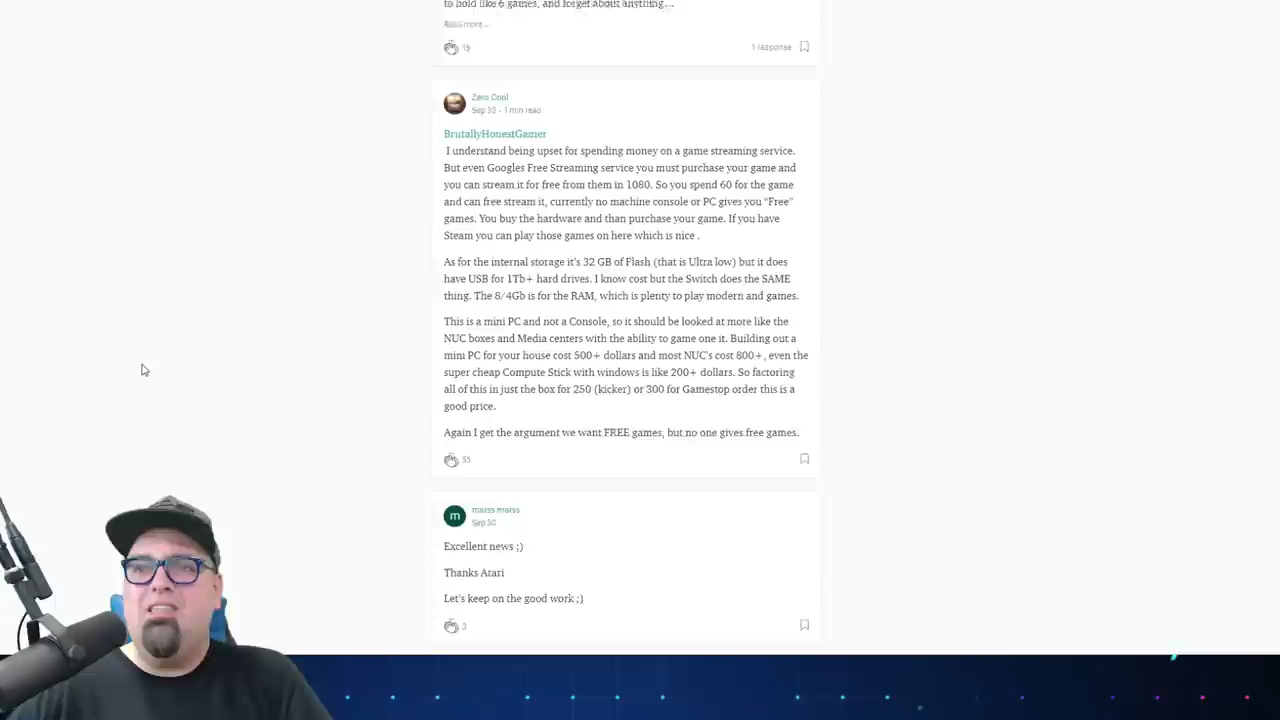 to hold like 6 games, and forget about anything…
Read more…
19
1 response
Zero Cool
Sep 30 · 1 min read
BrutallyHonestGamer
I understand being upset for spending money on a game streaming service.
But even Googles Free Streaming service you must purchase your game and
you can stream it for free from them in 1080. So you spend 60 for the game
and can free stream it, currently no machine console or PC gives you “Free”
games. You buy the hardware and than purchase your game. If you have
Steam you can play those games on here which is nice .
As for the internal storage it's 32 GB of Flash (that is Ultra low) but it does
have USB for 1Tb+ hard drives. I know cost but the Switch does the SAME
thing. The 8/4Gb is for the RAM, which is plenty to play modern and games.
This is a mini PC and not a Console, so it should be looked at more like the
NUC boxes and Media centers with the ability to game one it. Building out a
mini PC for your house cost 500+ dollars and most NUC's cost 800+, even the
super cheap Compute Stick with windows is like 200+ dollars. So factoring
all of this in just the box for 250 (kicker) or 300 for Gamestop order this is a
good price.
Again I get the argument we want FREE games, but no one gives free games.
35
m
marss marss
Sep 30
Excellent news ;)
Thanks Atari
Let's keep on the good work ;)
2